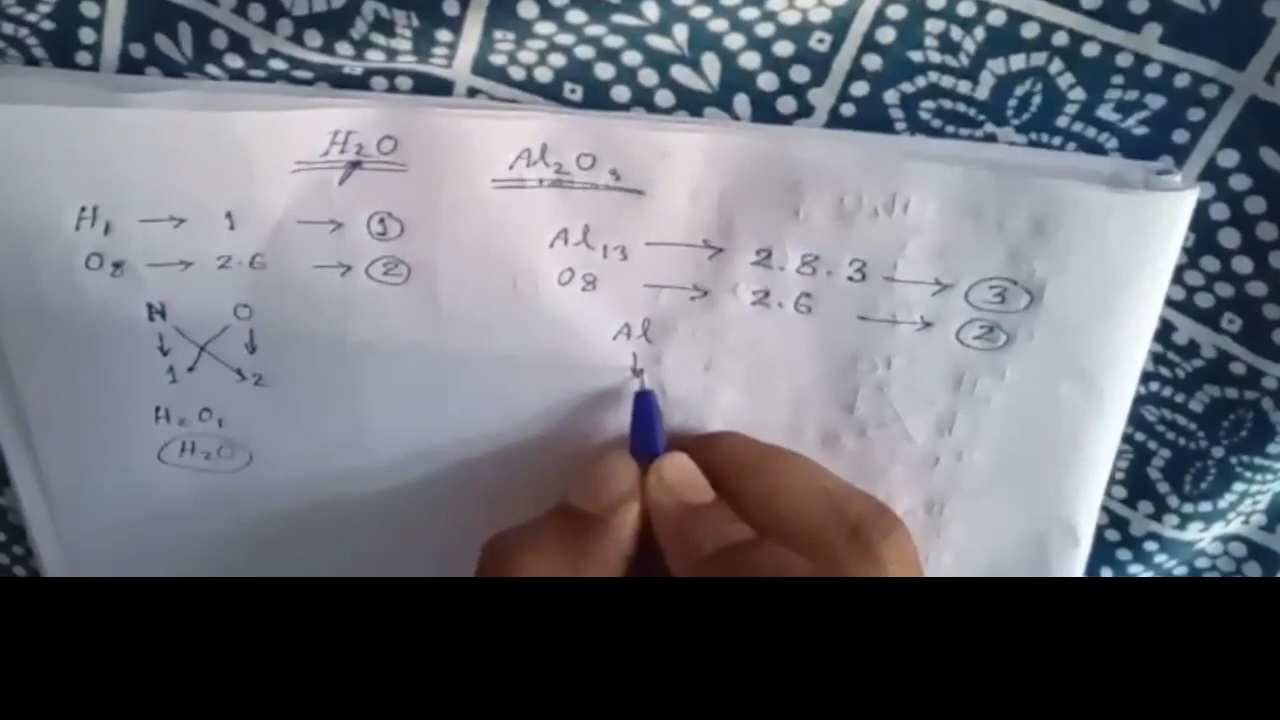 H₂O
H₁ → 1 → ①
O8 → 2.6 → ②
N O
↓ ↓
1 2
H₂O₁
H₂O
Al₂O₃
Al₁₃ → 2.8.3 → ③
O8 → 2.6 → ②
Al
↓